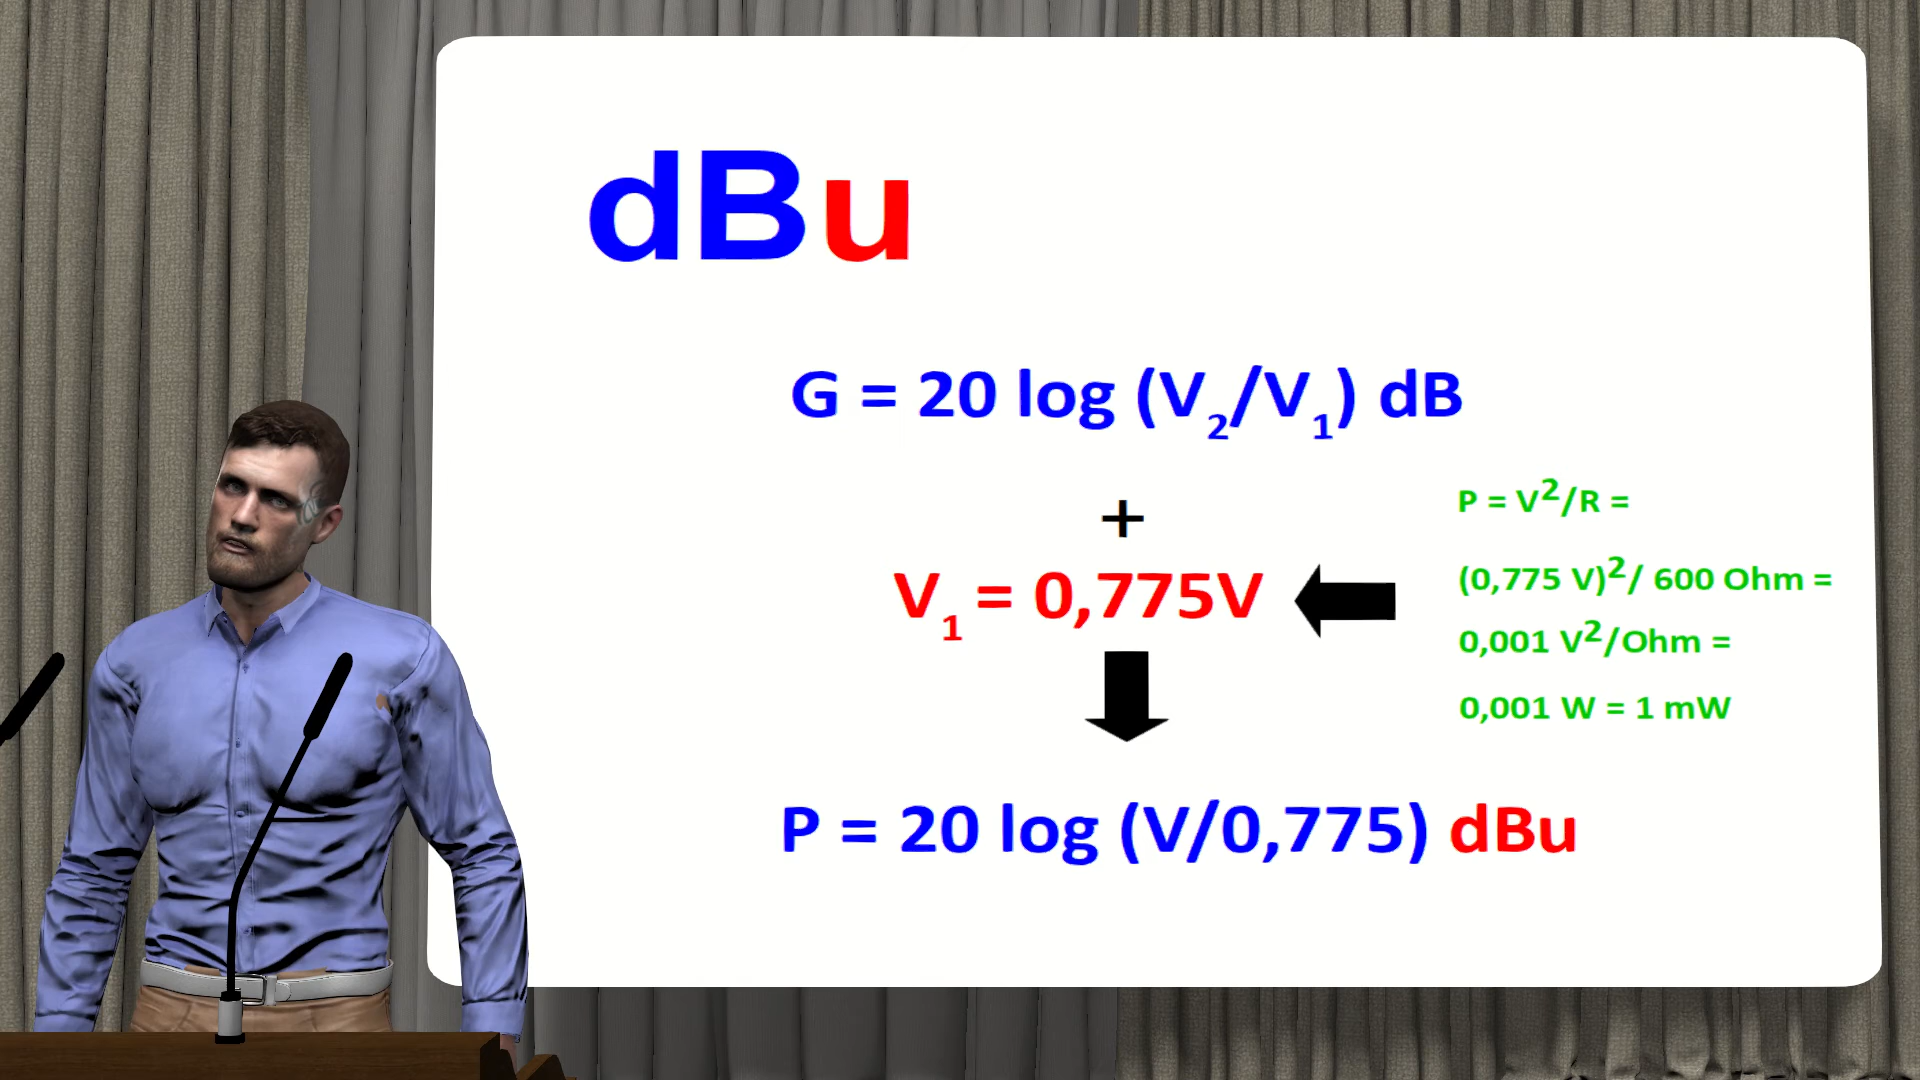 dBu
G = 20 log (V₂/V₁) dB
+
V₁ = 0,775V
P = V²/R =
(0,775 V)²/ 600 Ohm =
0,001 V²/Ohm =
0,001 W = 1 mW
P = 20 log (V/0,775) dBu